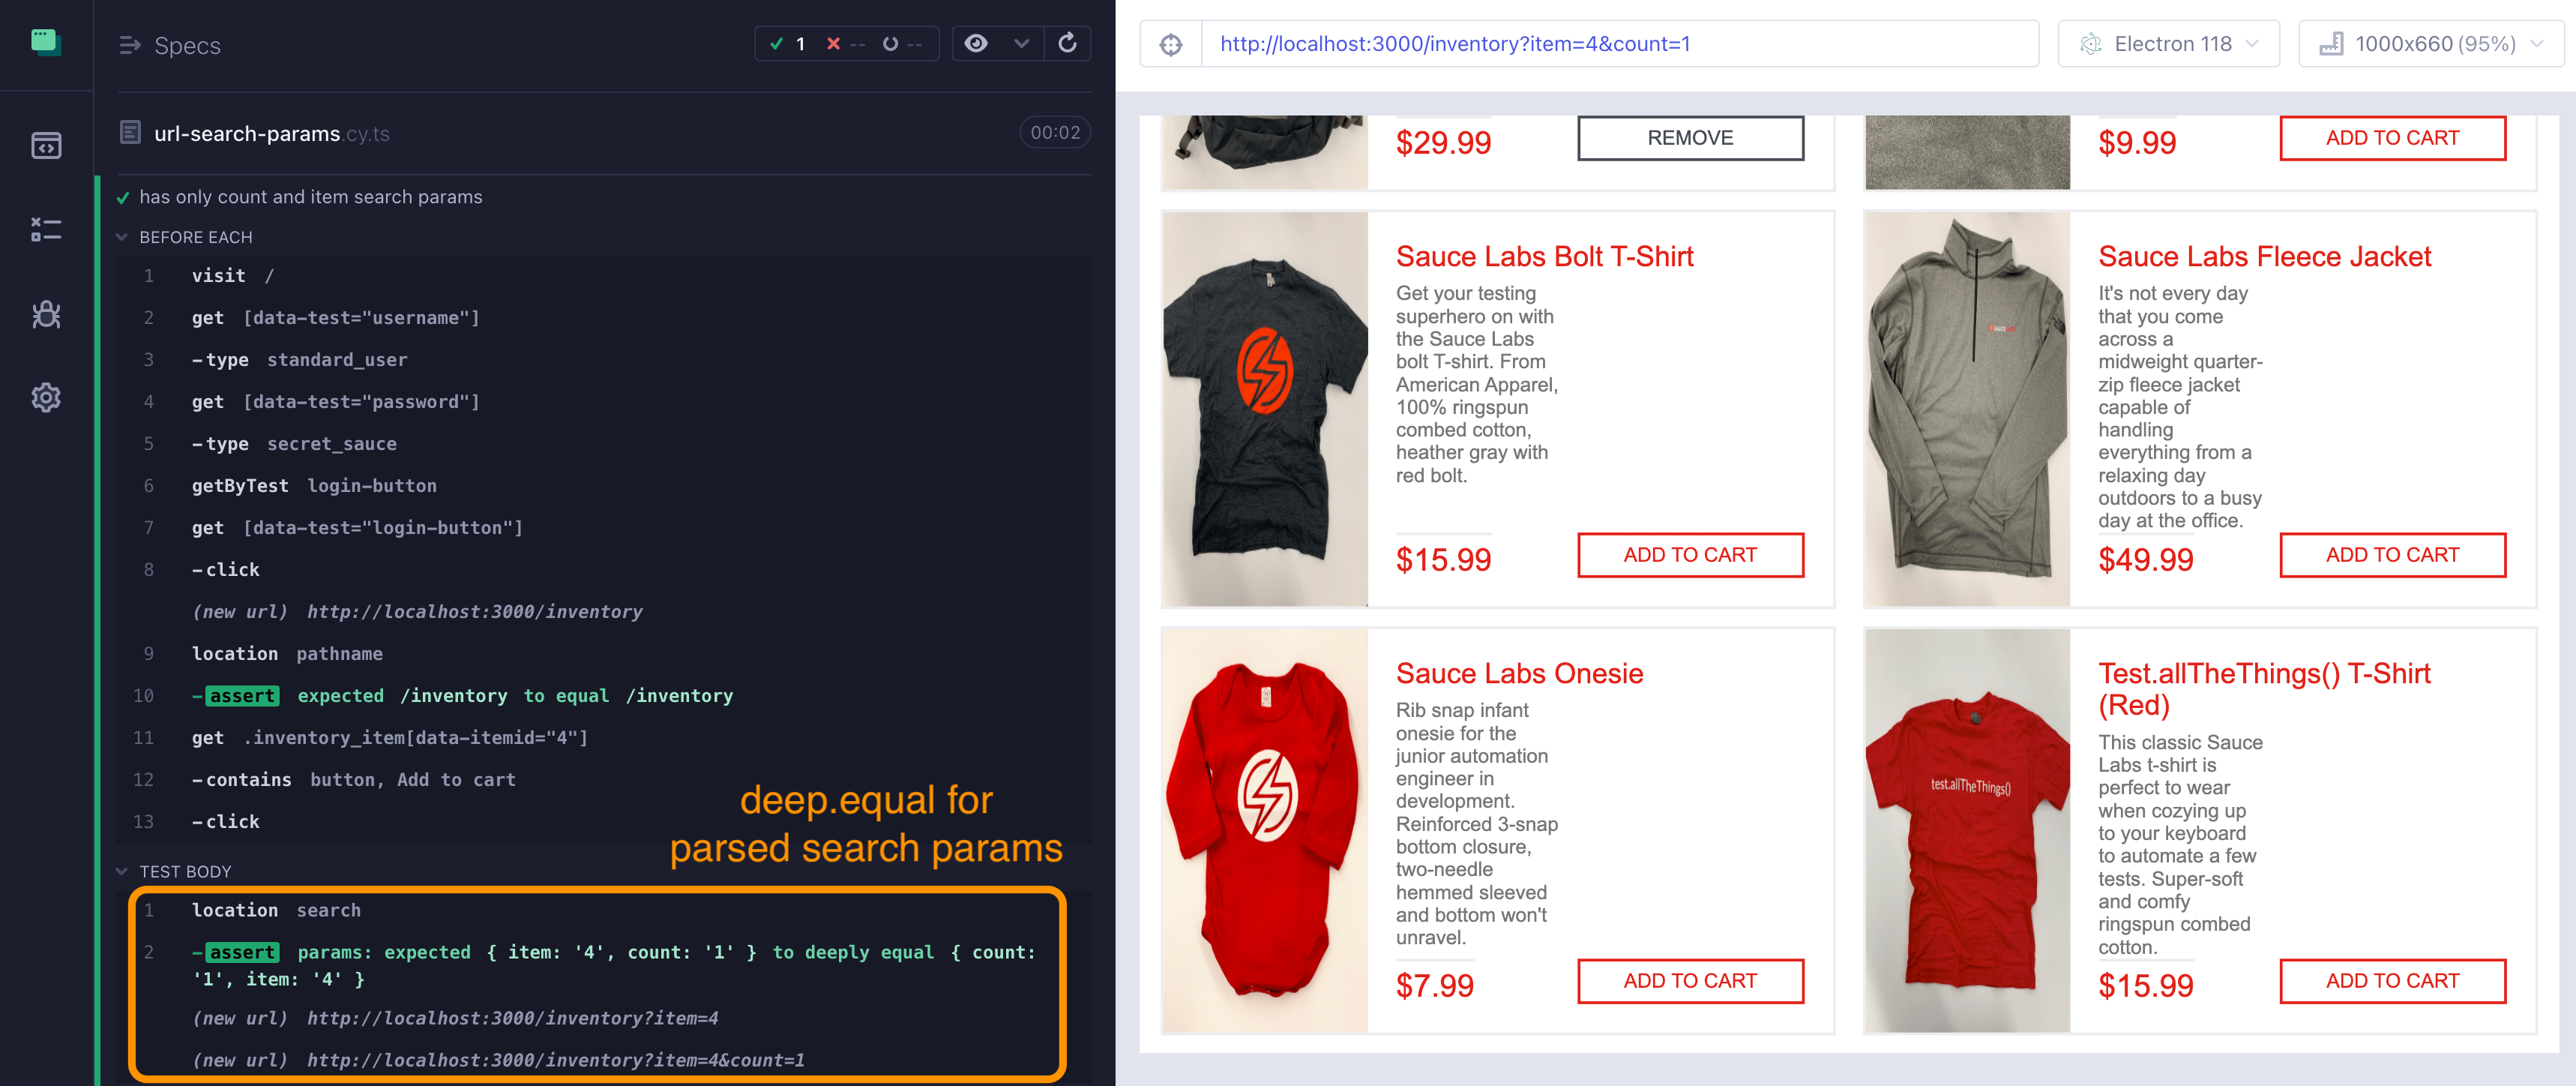 Specs
1 -- --
url-search-params.cy.ts
00:02
has only count and item search params
BEFORE EACH
1 visit /
2 get [data-test="username"]
3 -type standard_user
4 get [data-test="password"]
5 -type secret_sauce
6 getByTest login-button
7 get [data-test="login-button"]
8 -click
(new url) http://localhost:3000/inventory
9 location pathname
10 -assert expected /inventory to equal /inventory
11 get .inventory_item[data-itemid="4"]
12 -contains button, Add to cart
13 -click
deep.equal for
parsed search params
TEST BODY
1 location search
2 -assert params: expected { item: '4', count: '1' } to deeply equal { count:
'1', item: '4' }
(new url) http://localhost:3000/inventory?item=4
(new url) http://localhost:3000/inventory?item=4&count=1
http://localhost:3000/inventory?item=4&count=1
Electron 118
1000x660 (95%)
$29.99
REMOVE
$9.99
ADD TO CART
Sauce Labs Bolt T-Shirt
Get your testing
superhero on with
the Sauce Labs
bolt T-shirt. From
American Apparel,
100% ringspun
combed cotton,
heather gray with
red bolt.
$15.99
ADD TO CART
Sauce Labs Fleece Jacket
It's not every day
that you come
across a
midweight quarter-
zip fleece jacket
capable of
handling
everything from a
relaxing day
outdoors to a busy
day at the office.
$49.99
ADD TO CART
Sauce Labs Onesie
Rib snap infant
onesie for the
junior automation
engineer in
development.
Reinforced 3-snap
bottom closure,
two-needle
hemmed sleeved
and bottom won't
unravel.
$7.99
ADD TO CART
test.allTheThings()
Test.allTheThings() T-Shirt
(Red)
This classic Sauce
Labs t-shirt is
perfect to wear
when cozying up
to your keyboard
to automate a few
tests. Super-soft
and comfy
ringspun combed
cotton.
$15.99
ADD TO CART